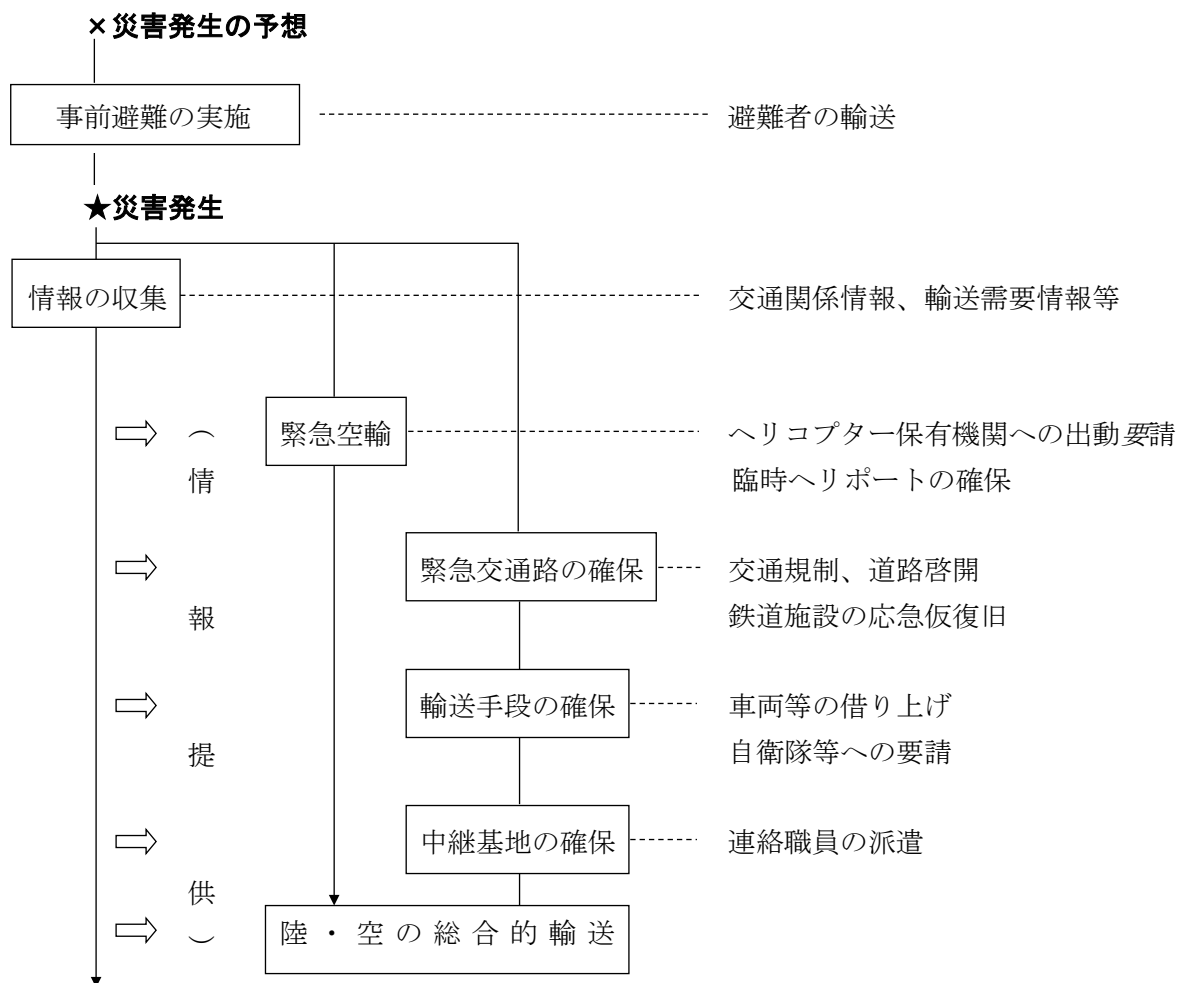 ×災害発生の予想
事前避難の実施
避難者の輸送
★災害発生
情報の収集
交通関係情報、輸送需要情報等
(情報提供)
緊急空輸
ヘリコプター保有機関への出動要請
臨時ヘリポートの確保
緊急交通路の確保
交通規制、道路啓開
鉄道施設の応急仮復旧
輸送手段の確保
車両等の借り上げ
自衛隊等への要請
中継基地の確保
連絡職員の派遣
陸・空の総合的輸送